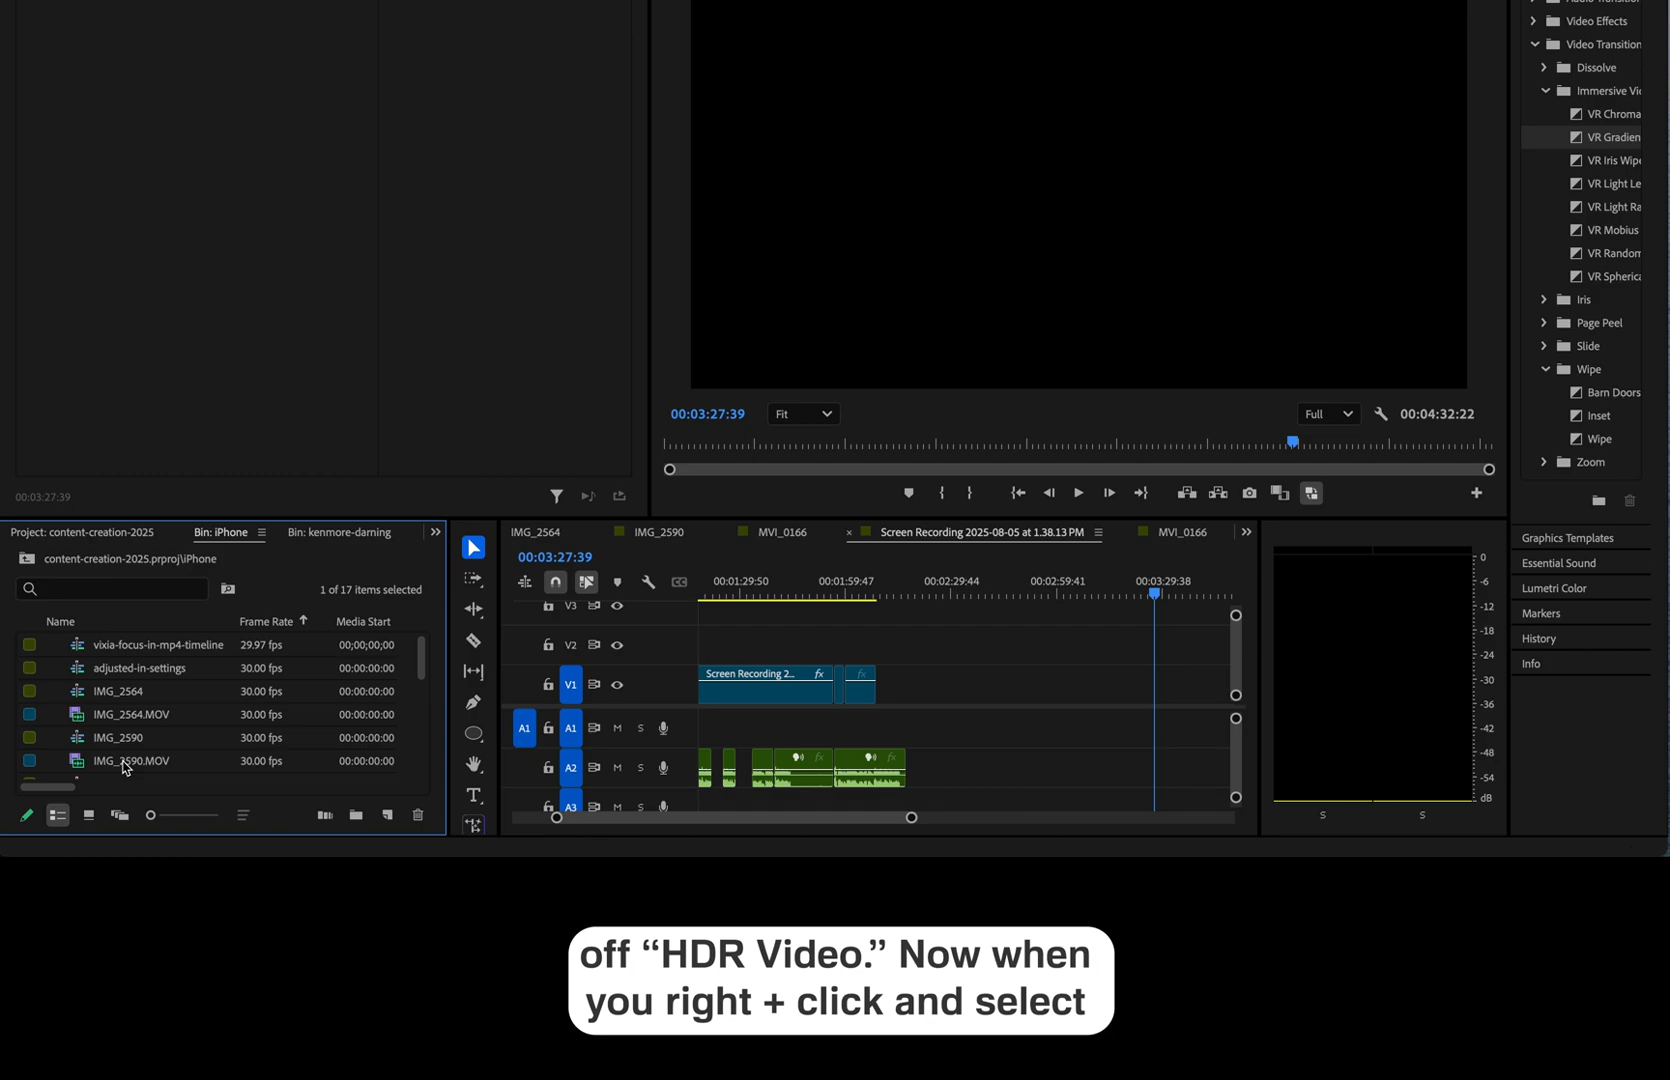 Video Effects
Video Transition
Dissolve
Immersive Vid
VR Chroma
VR Gradien
VR Iris Wipe
VR Light Le
VR Light Ra
VR Mobius
VR Random
VR Spherica
Iris
Page Peel
Slide
Wipe
Barn Doors
Inset
Wipe
Zoom
00:03:27:39
Fit
Full
00:04:32:22
00:03:27:39
Project: content-creation-2025
Bin: iPhone
Bin: kenmore-darning
content-creation-2025.prproj\iPhone
1 of 17 items selected
Name
Frame Rate
Media Start
vixia-focus-in-mp4-timeline
29.97 fps
00;00;00;00
adjusted-in-settings
30.00 fps
00:00:00:00
IMG_2564
30.00 fps
00:00:00:00
IMG_2564.MOV
30.00 fps
00:00:00:00
IMG_2590
30.00 fps
00:00:00:00
IMG_2590.MOV
30.00 fps
00:00:00:00
IMG_2564
IMG_2590
MVI_0166
× Screen Recording 2025-08-05 at 1.38.13 PM
MVI_0166
00:03:27:39
00:01:29:50
00:01:59:47
00:02:29:44
00:02:59:41
00:03:29:38
V3
V2
V1
V1
Screen Recording 2...
fx
fx
A1
A1
M
S
A2
M
S
fx
fx
A3
M
S
0
-6
-12
-18
-24
-30
-36
-42
-48
-54
dB
S
S
Graphics Templates
Essential Sound
Lumetri Color
Markers
History
Info
off “HDR Video.” Now when
you right + click and select